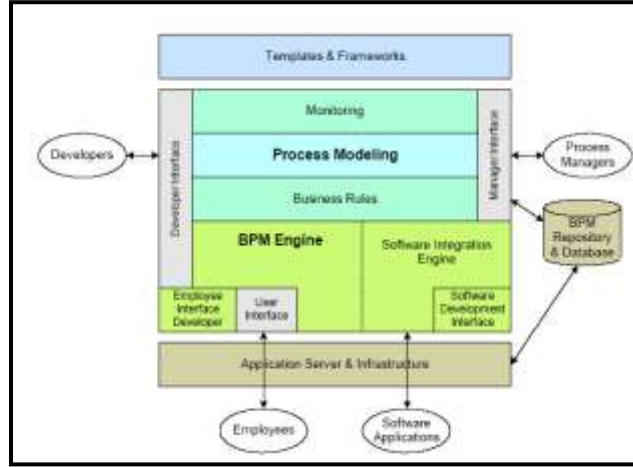 Templates & Frameworks
Monitoring
Developers
Developer Interface
Process Modeling
Manager Interface
Process
Managers
Business Rules
BPM Engine
Software Integration
Engine
BPM
Repository
& Database
Employee
Interface
Developer
User
Interface
Software
Development
Interface
Application Server & Infrastructure
Employees
Software
Applications